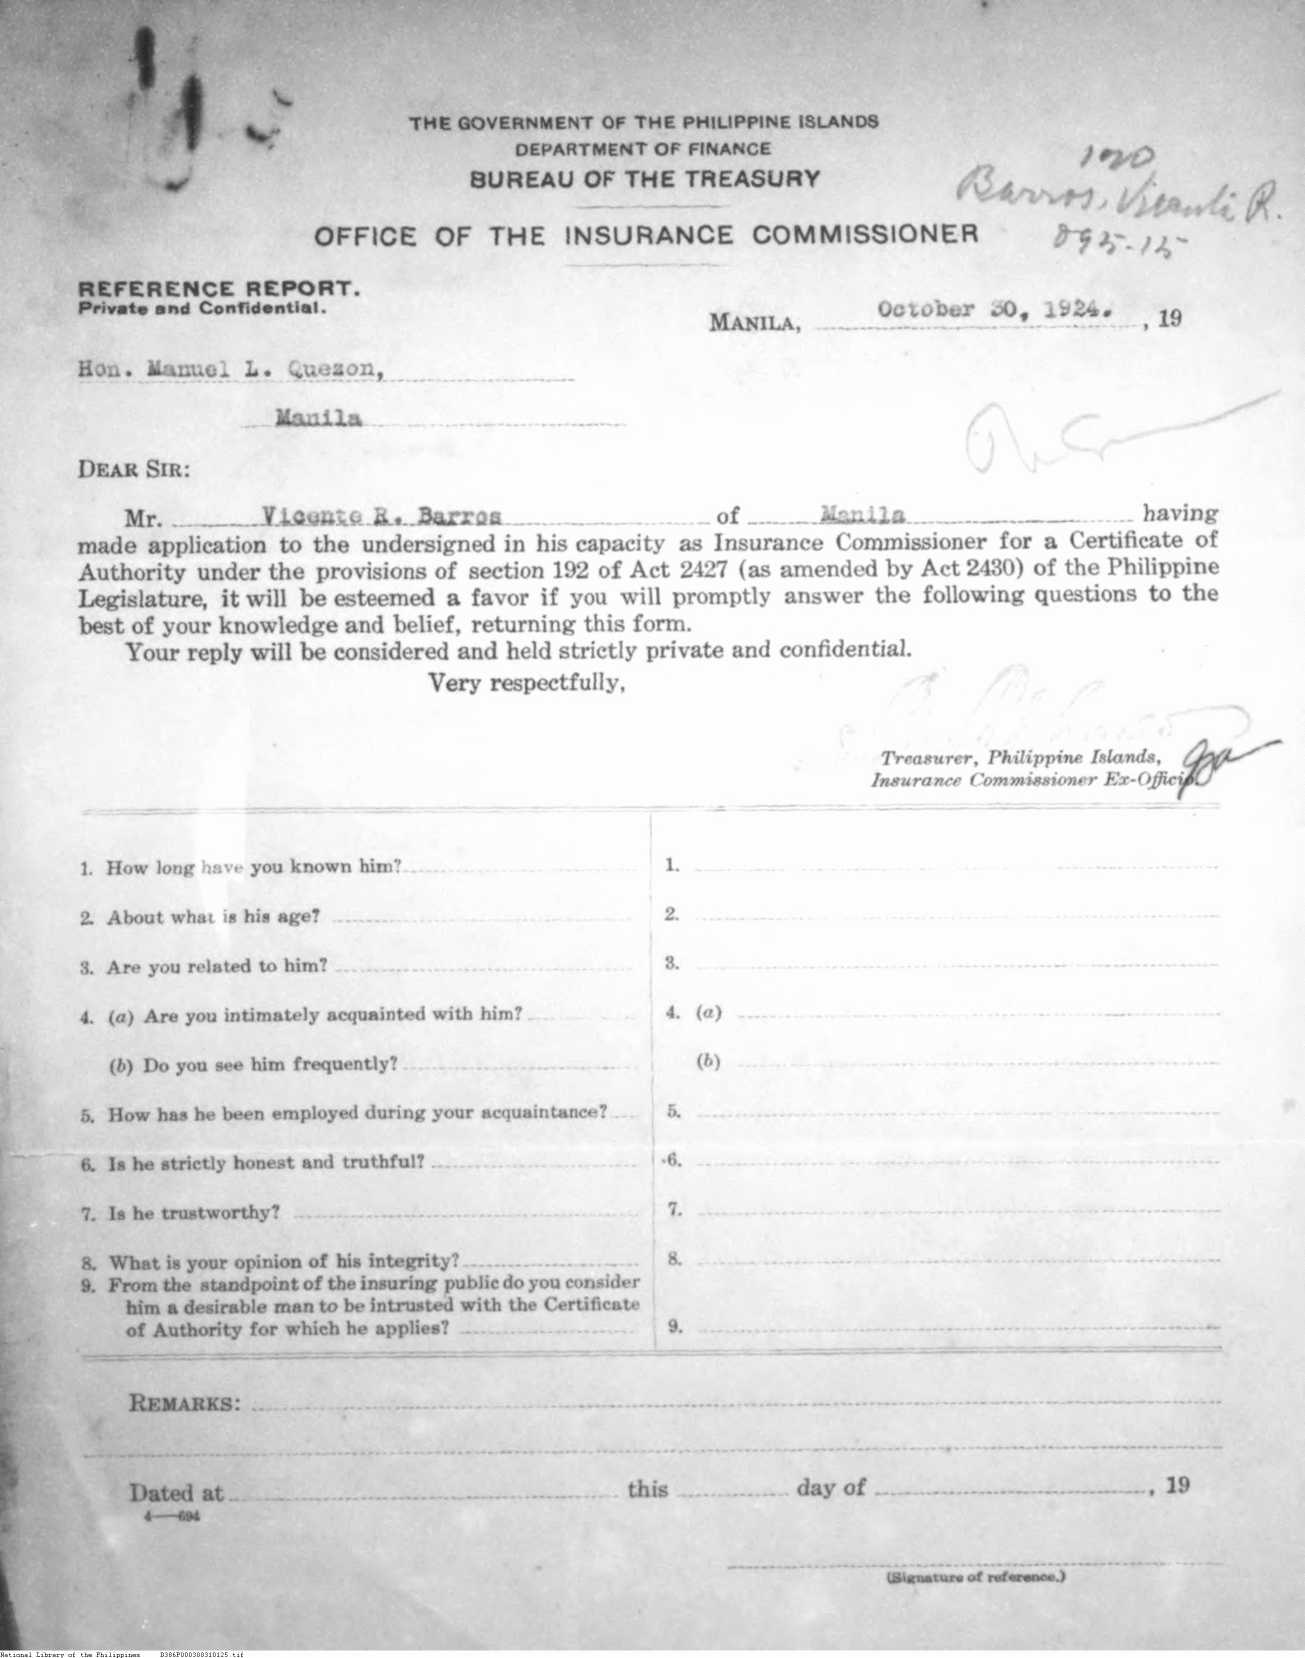 THE GOVERNMENT OF THE PHILIPPINE ISLANDS
DEPARTMENT OF FINANCE
BUREAU OF THE TREASURY
OFFICE OF THE INSURANCE COMMISSIONER
Barros, Vicente R.
895-15
REFERENCE REPORT.
Private and Confidential.
MANILA, October 30, 1924. , 19
Hon. Manuel L. Quezon,
Manila
DEAR SIR:
Mr. Vicente R. Barros of Manila having
made application to the undersigned in his capacity as Insurance Commissioner for a Certificate of
Authority under the provisions of section 192 of Act 2427 (as amended by Act 2430) of the Philippine
Legislature, it will be esteemed a favor if you will promptly answer the following questions to the
best of your knowledge and belief, returning this form.
Your reply will be considered and held strictly private and confidential.
Very respectfully,
Treasurer, Philippine Islands,
Insurance Commissioner Ex-Officio.
1. How long have you known him? 1.
2. About what is his age? 2.
3. Are you related to him? 3.
4. (a) Are you intimately acquainted with him? 4. (a)
(b) Do you see him frequently? (b)
5. How has he been employed during your acquaintance? 5.
6. Is he strictly honest and truthful? 6.
7. Is he trustworthy? 7.
8. What is your opinion of his integrity? 8.
9. From the standpoint of the insuring public do you consider
him a desirable man to be intrusted with the Certificate
of Authority for which he applies? 9.
REMARKS:
Dated at this day of , 19
4—694
(Signature of reference.)
National Library of the Philippines B386P000308310125.tif